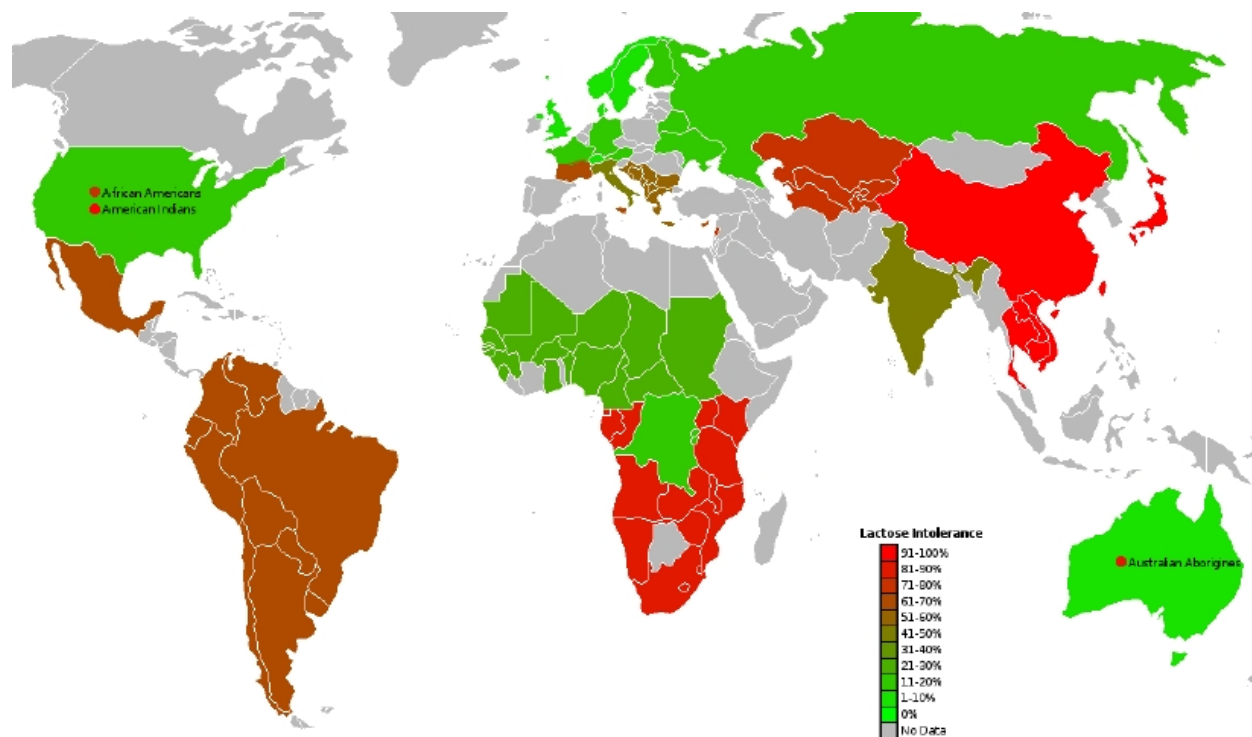 African Americans
American Indians
Lactose Intolerance
91-100%
81-90%
71-80%
61-70%
51-60%
41-50%
31-40%
21-30%
11-20%
1-10%
0%
No Data
Australian Aborigines